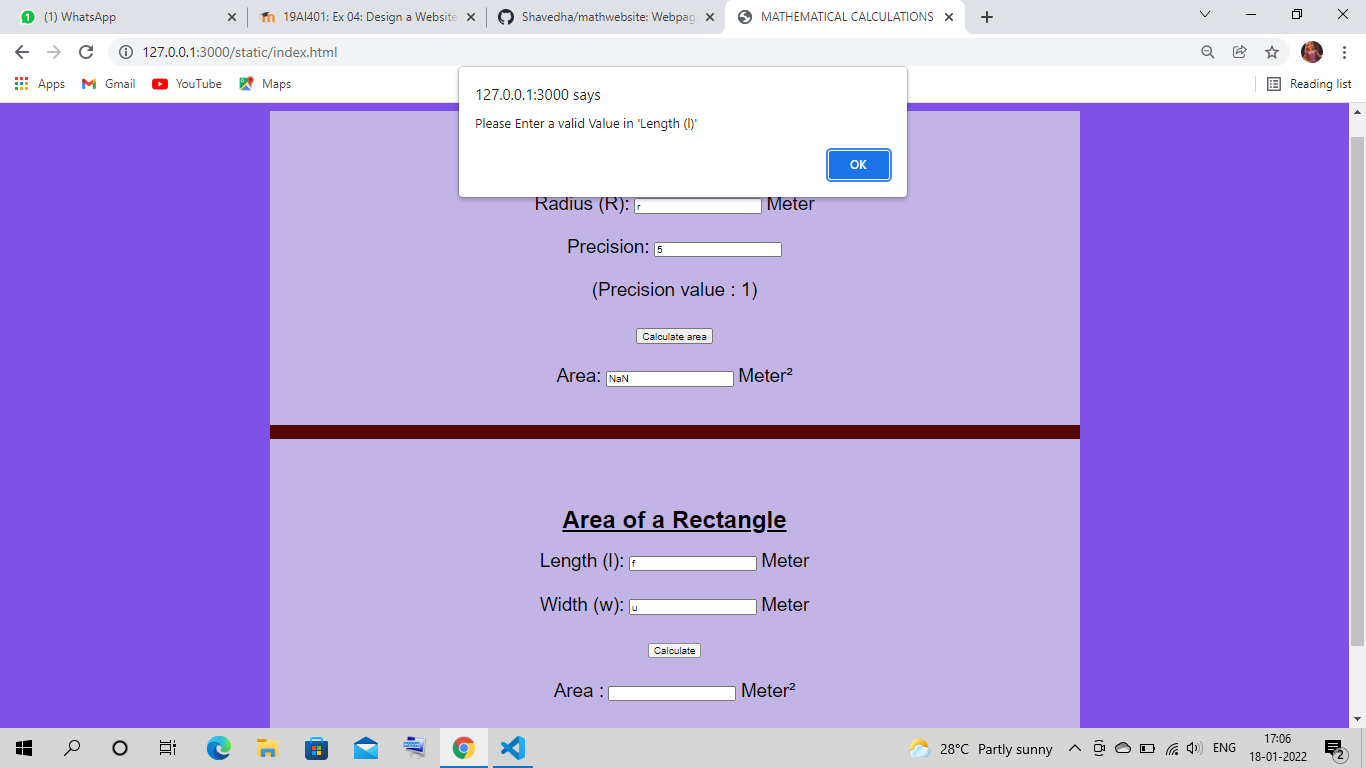 (1) WhatsApp
19AI401: Ex 04: Design a Website
Shavedha/mathwebsite: Webpag
MATHEMATICAL CALCULATIONS
127.0.0.1:3000/static/index.html
Apps Gmail YouTube Maps Reading list
127.0.0.1:3000 says
Please Enter a valid Value in 'Length (l)'
OK
Radius (R): r Meter
Precision: 5
(Precision value : 1)
Calculate area
Area: NaN Meter²
Area of a Rectangle
Length (l): f Meter
Width (w): u Meter
Calculate
Area : Meter²
28°C Partly sunny
ENG
17:06
18-01-2022
2